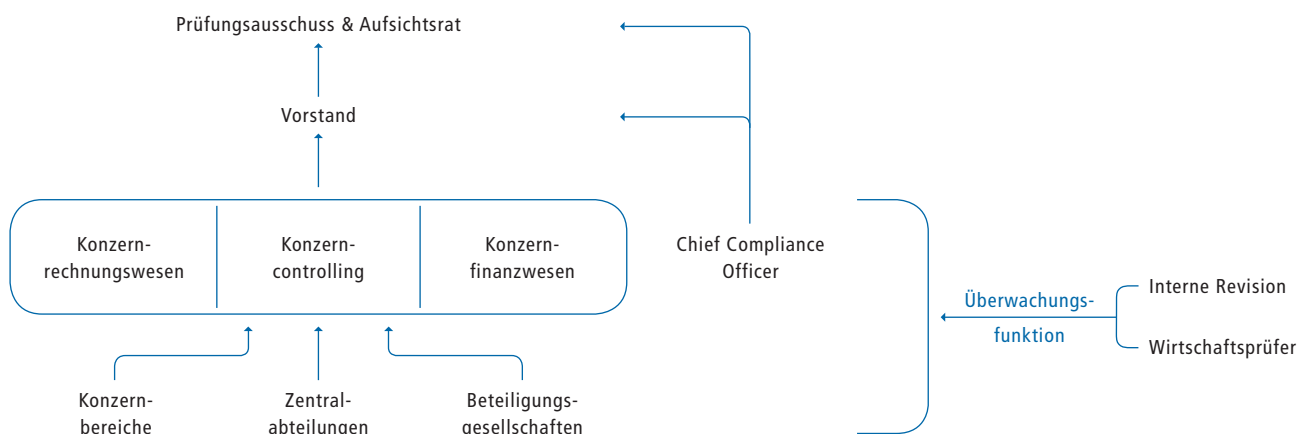 Prüfungsausschuss & Aufsichtsrat
Vorstand
Konzern-
rechnungswesen
Konzern-
controlling
Konzern-
finanzwesen
Chief Compliance
Officer
Überwachungs-
funktion
Interne Revision
Wirtschaftsprüfer
Konzern-
bereiche
Zentral-
abteilungen
Beteiligungs-
gesellschaften